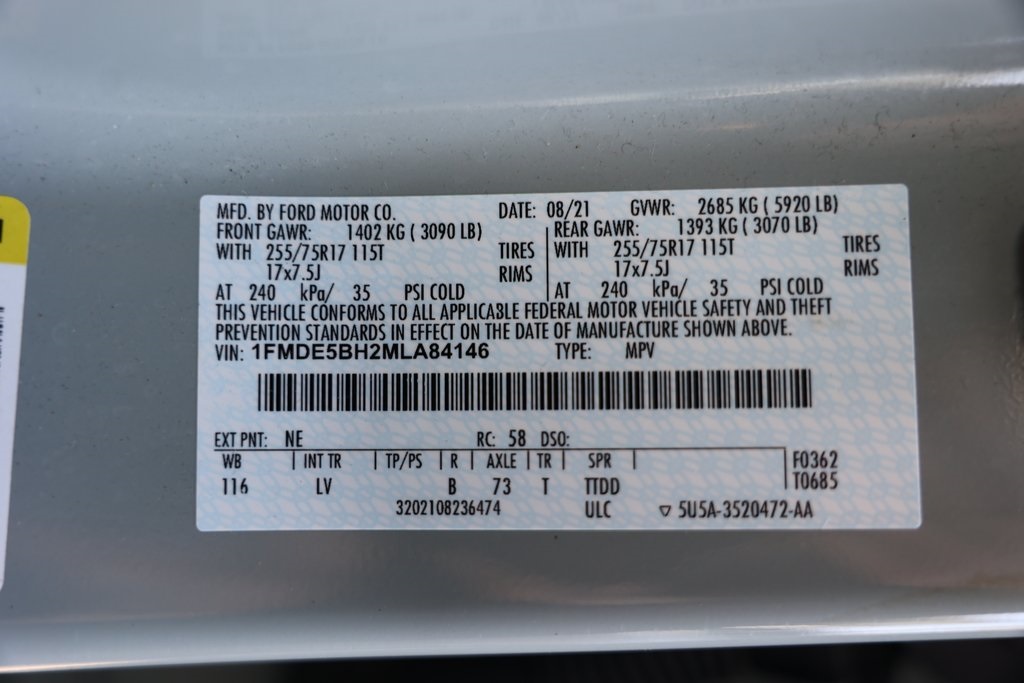 MFD. BY FORD MOTOR CO. DATE: 08/21 GVWR: 2685 KG ( 5920 LB)
FRONT GAWR: 1402 KG ( 3090 LB) REAR GAWR: 1393 KG ( 3070 LB)
WITH 255/75R17 115T TIRES WITH 255/75R17 115T TIRES
17x7.5J RIMS 17x7.5J RIMS
AT 240 kPa/ 35 PSI COLD AT 240 kPa/ 35 PSI COLD
THIS VEHICLE CONFORMS TO ALL APPLICABLE FEDERAL MOTOR VEHICLE SAFETY AND THEFT
PREVENTION STANDARDS IN EFFECT ON THE DATE OF MANUFACTURE SHOWN ABOVE.
VIN: 1FMDE5BH2MLA84146 TYPE: MPV
EXT PNT: NE RC: 58 DSO:
WB INT TR TP/PS R AXLE TR SPR F0362
116 LV B 73 T TTDD T0685
3202108236474 ULC ▽ 5U5A-3520472-AA